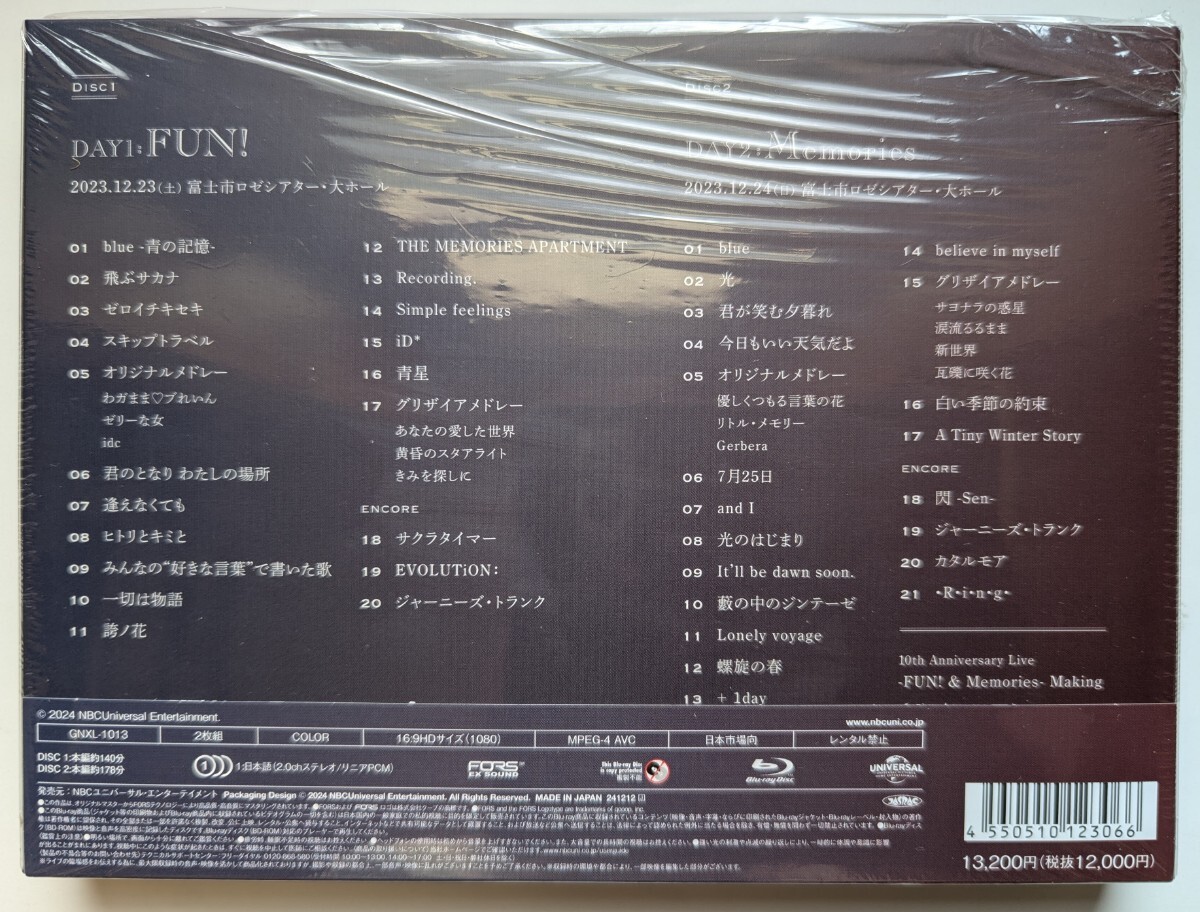 Disc1
DAY1:FUN!
2023.12.23(土) 富士市ロゼシアター・大ホール
01 blue -青の記憶-
02 飛ぶサカナ
03 ゼロイチキセキ
04 スキップトラベル
05 オリジナルメドレー
わガまま♡ブれいん
ゼリーな女
idc
06 君のとなり わたしの場所
07 逢えなくても
08 ヒトリとキミと
09 みんなの“好きな言葉”で書いた歌
10 一切は物語
11 誇ノ花
12 THE MEMORIES APARTMENT
13 Recording.
14 Simple feelings
15 iD*
16 青星
17 グリザイアメドレー
あなたの愛した世界
黄昏のスタアライト
きみを探しに
ENCORE
18 サクラタイマー
19 EVOLUTiON:
20 ジャーニーズ・トランク
Disc2
DAY2:Memories
2023.12.24(日) 富士市ロゼシアター・大ホール
01 blue
02 光
03 君が笑む夕暮れ
04 今日もいい天気だよ
05 オリジナルメドレー
優しくつもる言葉の花
リトル・メモリー
Gerbera
06 7月25日
07 and I
08 光のはじまり
09 It'll be dawn soon.
10 藪の中のジンテーゼ
11 Lonely voyage
12 螺旋の春
13 + 1day
14 believe in myself
15 グリザイアメドレー
サヨナラの惑星
涙流るるまま
新世界
瓦礫に咲く花
16 白い季節の約束
17 A Tiny Winter Story
ENCORE
18 閃 -Sen-
19 ジャーニーズ・トランク
20 カタルモア
21 ・R・i・n・g・
10th Anniversary Live
-FUN! & Memories- Making
© 2024 NBCUniversal Entertainment.
www.nbcuni.co.jp
GNXL-1013 2枚組 COLOR 16:9HDサイズ(1080) MPEG-4 AVC 日本市場向 レンタル禁止
DISC 1:本編約140分
DISC 2:本編約178分
1 1:日本語(2.0chステレオ/リニアPCM)
FORS EX SOUND
This Blu-ray Disc is copy protected 複製不能
Blu-ray Disc
UNIVERSAL
発売元:NBCユニバーサル・エンターテイメント Packaging Design © 2024 NBCUniversal Entertainment. All Rights Reserved. MADE IN JAPAN 241212
4 550510 123066
13,200円(税抜12,000円)